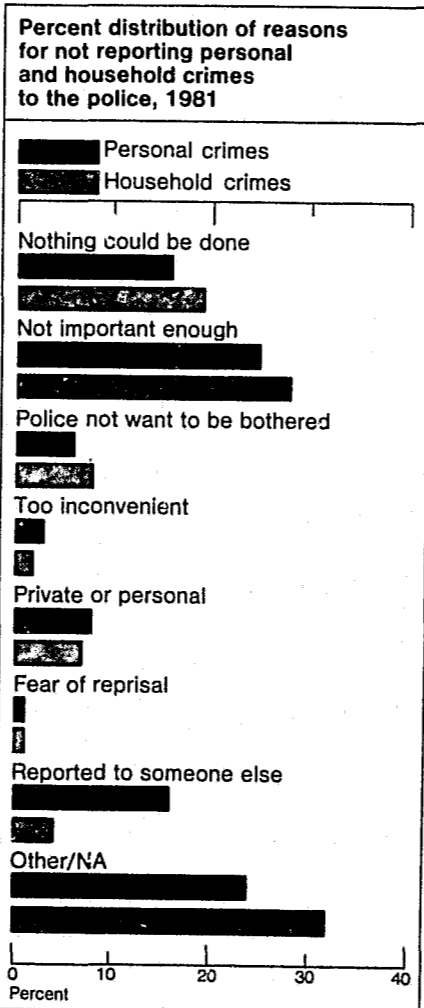 Percent distribution of reasons
for not reporting personal
and household crimes
to the police, 1981
Personal crimes
Household crimes
Nothing could be done
Not important enough
Police not want to be bothered
Too inconvenient
Private or personal
Fear of reprisal
Reported to someone else
Other/NA
0 10 20 30 40
Percent